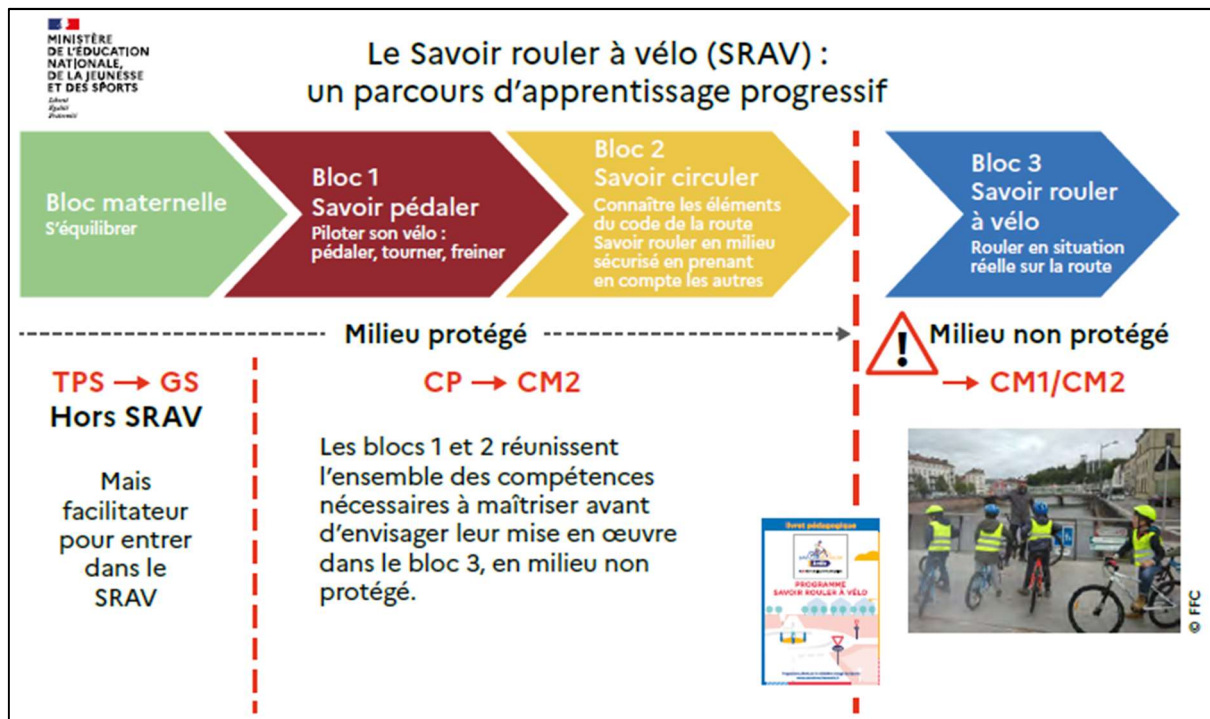 MINISTÈRE
DE L'ÉDUCATION
NATIONALE,
DE LA JEUNESSE
ET DES SPORTS
Liberté
Égalité
Fraternité
Le Savoir rouler à vélo (SRAV) :
un parcours d'apprentissage progressif
Bloc maternelle
S'équilibrer
Bloc 1
Savoir pédaler
Piloter son vélo :
pédaler, tourner, freiner
Bloc 2
Savoir circuler
Connaître les éléments
du code de la route
Savoir rouler en milieu
sécurisé en prenant
en compte les autres
Bloc 3
Savoir rouler
à vélo
Rouler en situation
réelle sur la route
Milieu protégé
! Milieu non protégé
TPS → GS
Hors SRAV
Mais
facilitateur
pour entrer
dans le
SRAV
CP → CM2
Les blocs 1 et 2 réunissent
l'ensemble des compétences
nécessaires à maîtriser avant
d'envisager leur mise en œuvre
dans le bloc 3, en milieu non
protégé.
→ CM1/CM2
livret pédagogique
PROGRAMME
SAVOIR ROULER À VÉLO
© FFC